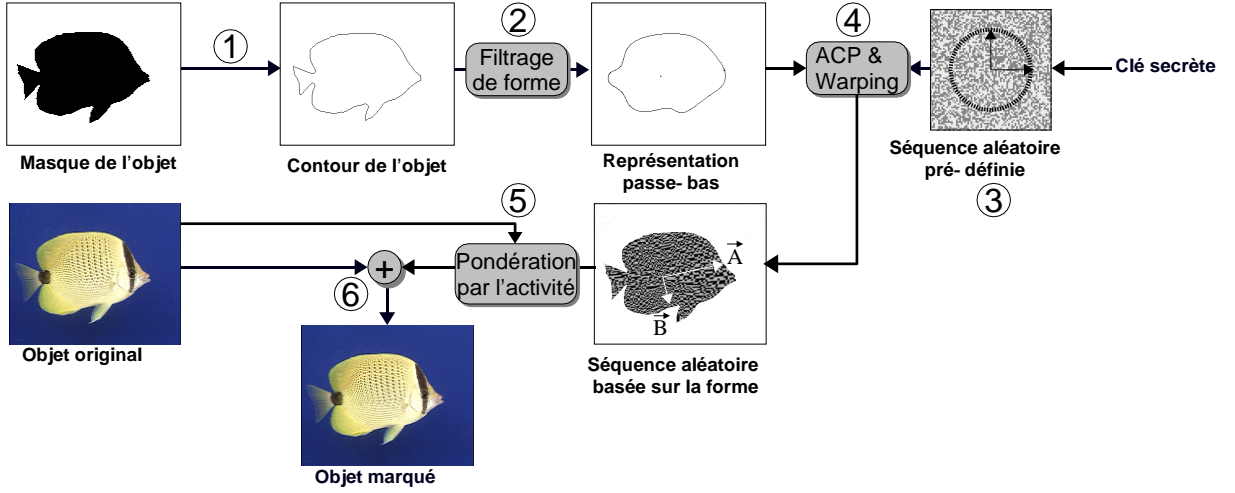 1
2
4
Filtrage
de forme
ACP &
Warping
Clé secrète
Masque de l'objet
Contour de l'objet
Représentation
passe- bas
Séquence aléatoire
pré- définie
3
5
Pondération
par l'activité
+
6
A
B
Objet original
Séquence aléatoire
basée sur la forme
Objet marqué